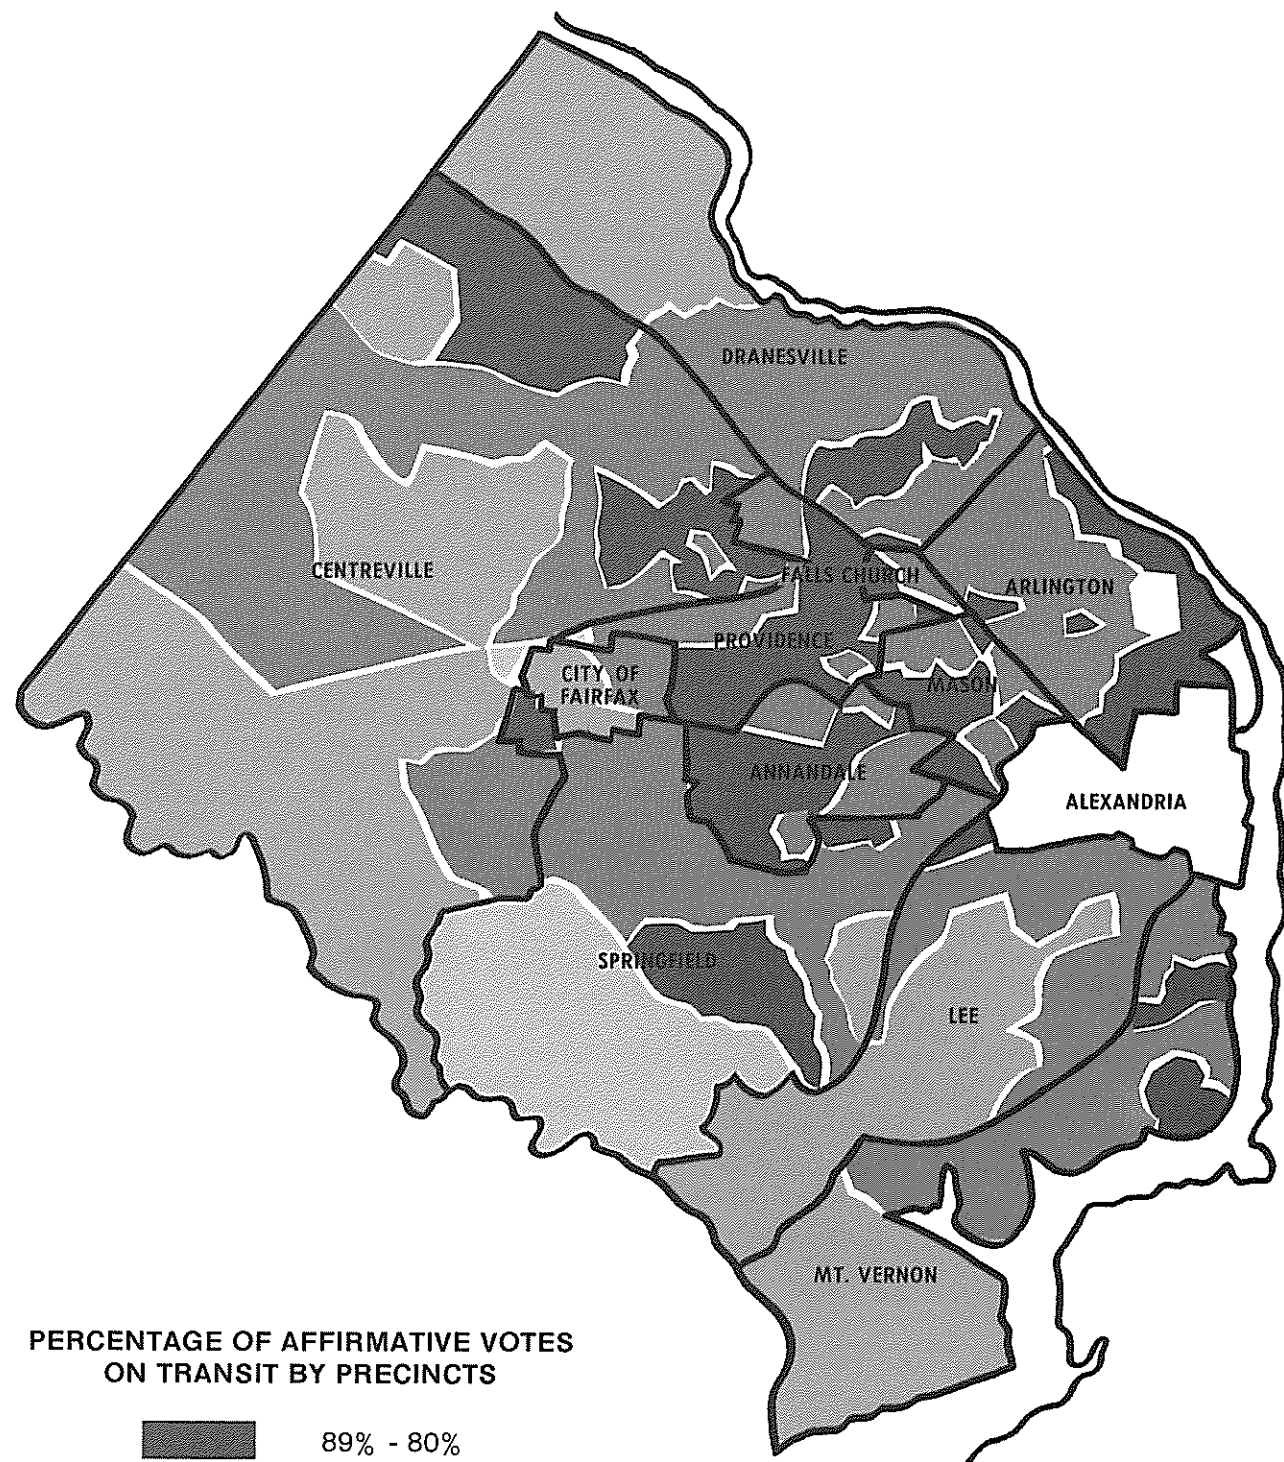 DRANESVILLE
CENTREVILLE
FALLS CHURCH
ARLINGTON
PROVIDENCE
CITY OF
FAIRFAX
MASON
ANNANDALE
ALEXANDRIA
SPRINGFIELD
LEE
MT. VERNON
PERCENTAGE OF AFFIRMATIVE VOTES
ON TRANSIT BY PRECINCTS
89% - 80%